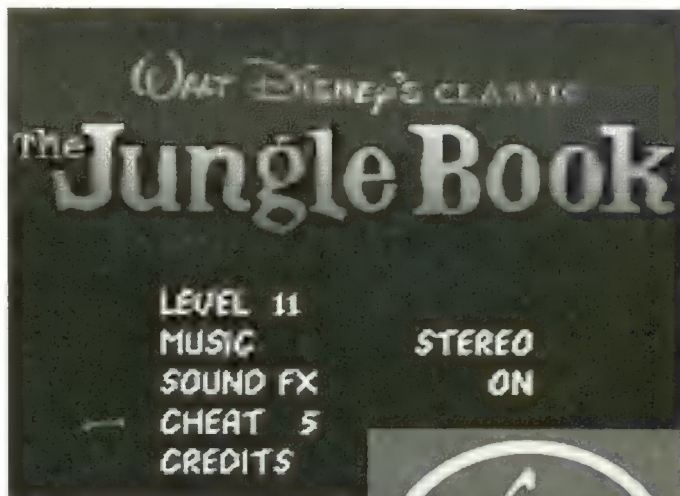 WALT DISNEY'S CLASSIC
The Jungle Book
LEVEL 11
MUSIC STEREO
SOUND FX ON
CHEAT 5
CREDITS